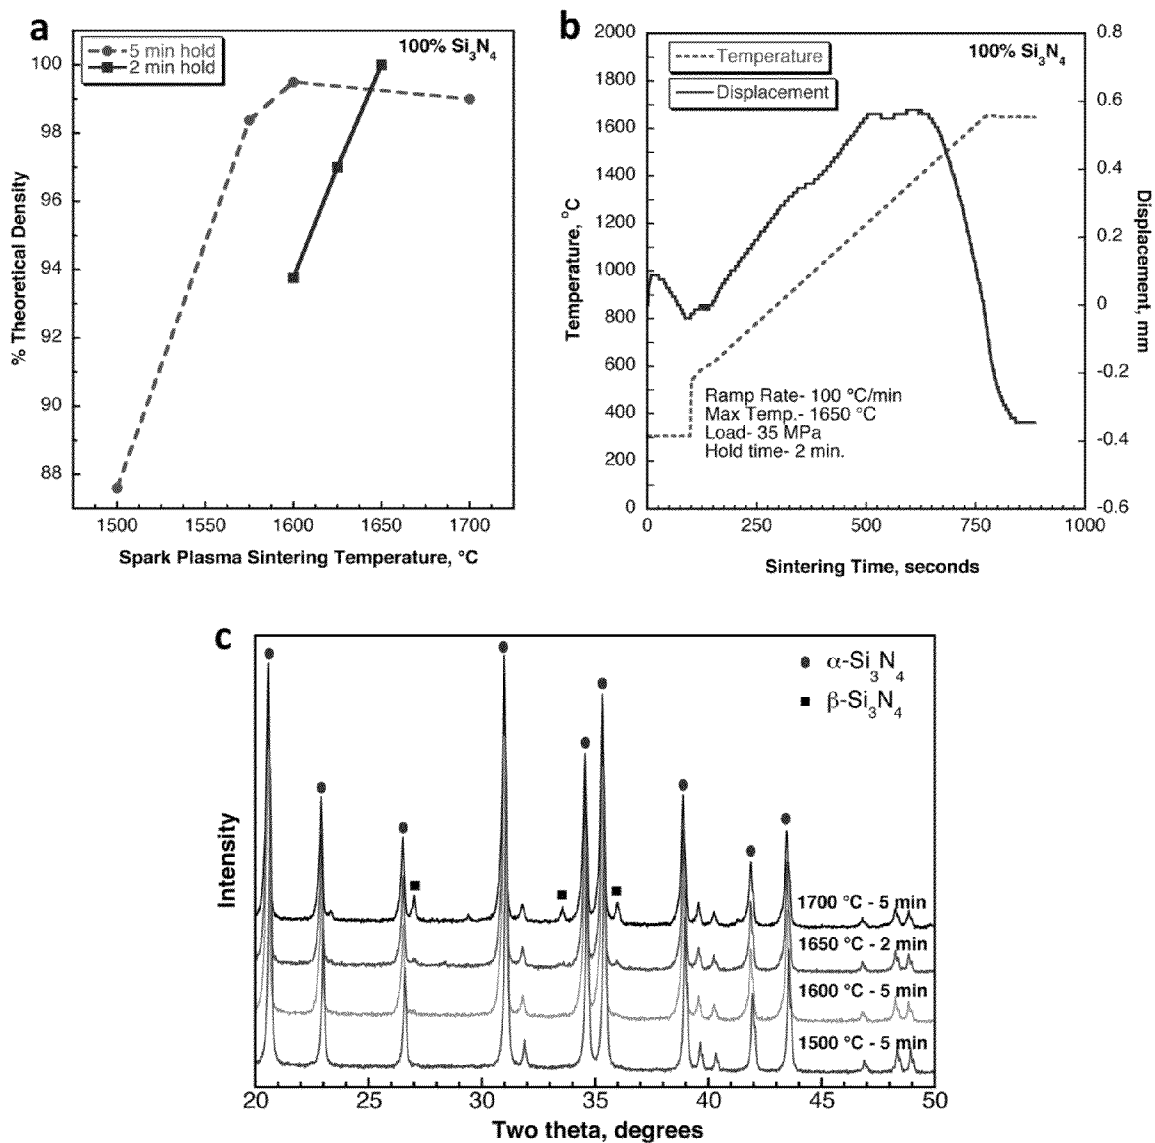 a
5 min hold
2 min hold
100% Si3N4
100
98
96
94
92
90
88
% Theoretical Density
1500 1550 1600 1650 1700
Spark Plasma Sintering Temperature, °C
b
Temperature
Displacement
100% Si3N4
2000
1800
1600
1400
1200
1000
800
600
400
200
0
Temperature, °C
0.8
0.6
0.4
0.2
0
-0.2
-0.4
-0.6
Displacement, mm
Ramp Rate- 100 °C/min
Max Temp.- 1650 °C
Load- 35 MPa
Hold time- 2 min.
0 250 500 750 1000
Sintering Time, seconds
c
α-Si3N4
β-Si3N4
Intensity
1700 °C - 5 min
1650 °C - 2 min
1600 °C - 5 min
1500 °C - 5 min
20 25 30 35 40 45 50
Two theta, degrees